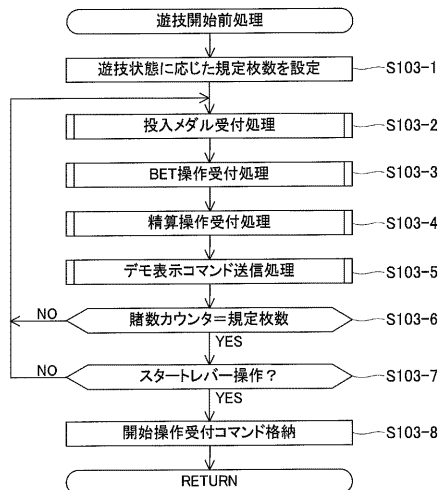 遊技開始前処理
遊技状態に応じた規定枚数を設定 S103-1
投入メダル受付処理 S103-2
BET操作受付処理 S103-3
精算操作受付処理 S103-4
デモ表示コマンド送信処理 S103-5
NO 賭数カウンタ=規定枚数 S103-6
YES
NO スタートレバー操作? S103-7
YES
開始操作受付コマンド格納 S103-8
RETURN